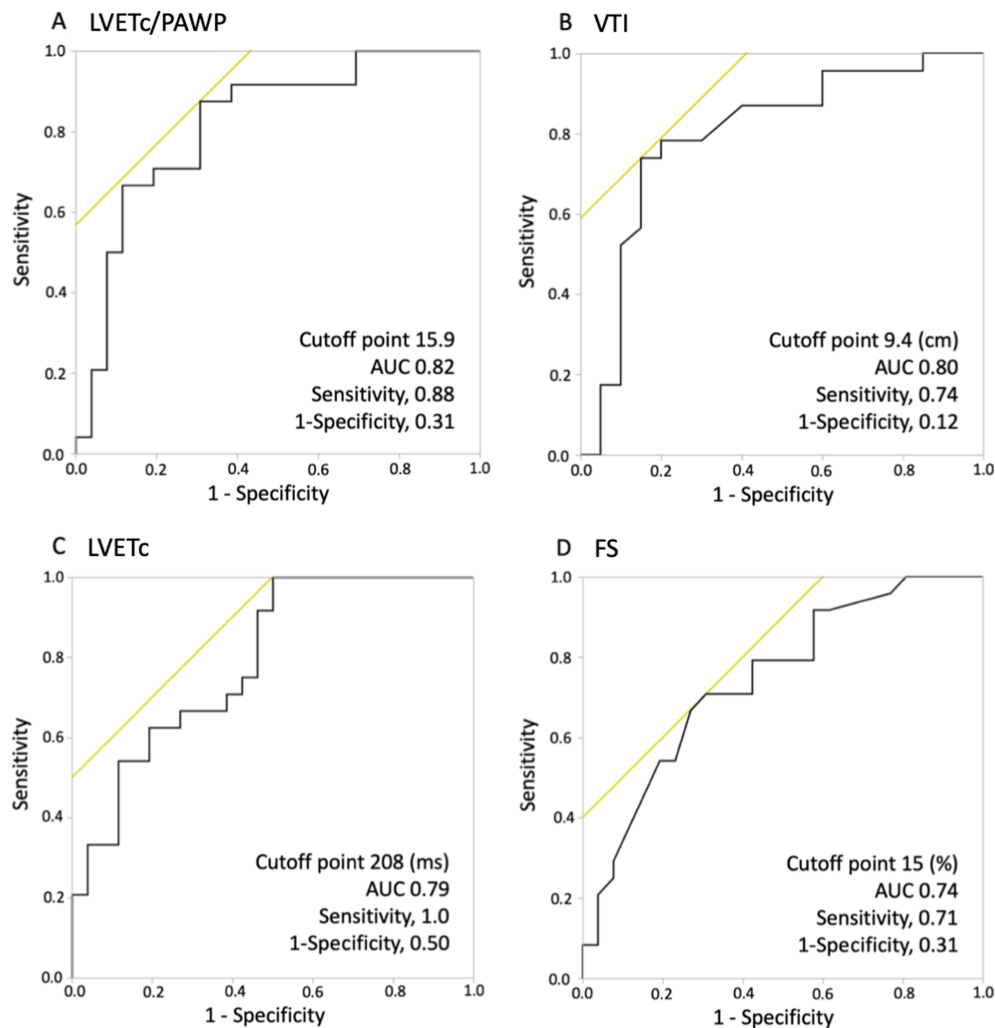 A LVETc/PAWP
1.0
0.8
0.6
0.4
0.2
0.0
Sensitivity
Cutoff point 15.9
AUC 0.82
Sensitivity, 0.88
1-Specificity, 0.31
0.0 0.2 0.4 0.6 0.8 1.0
1 - Specificity
B VTI
1.0
0.8
0.6
0.4
0.2
0.0
Sensitivity
Cutoff point 9.4 (cm)
AUC 0.80
Sensitivity, 0.74
1-Specificity, 0.12
0.0 0.2 0.4 0.6 0.8 1.0
1 - Specificity
C LVETc
1.0
0.8
0.6
0.4
0.2
0.0
Sensitivity
Cutoff point 208 (ms)
AUC 0.79
Sensitivity, 1.0
1-Specificity, 0.50
0.0 0.2 0.4 0.6 0.8 1.0
1 - Specificity
D FS
1.0
0.8
0.6
0.4
0.2
0.0
Sensitivity
Cutoff point 15 (%)
AUC 0.74
Sensitivity, 0.71
1-Specificity, 0.31
0.0 0.2 0.4 0.6 0.8 1.0
1 - Specificity